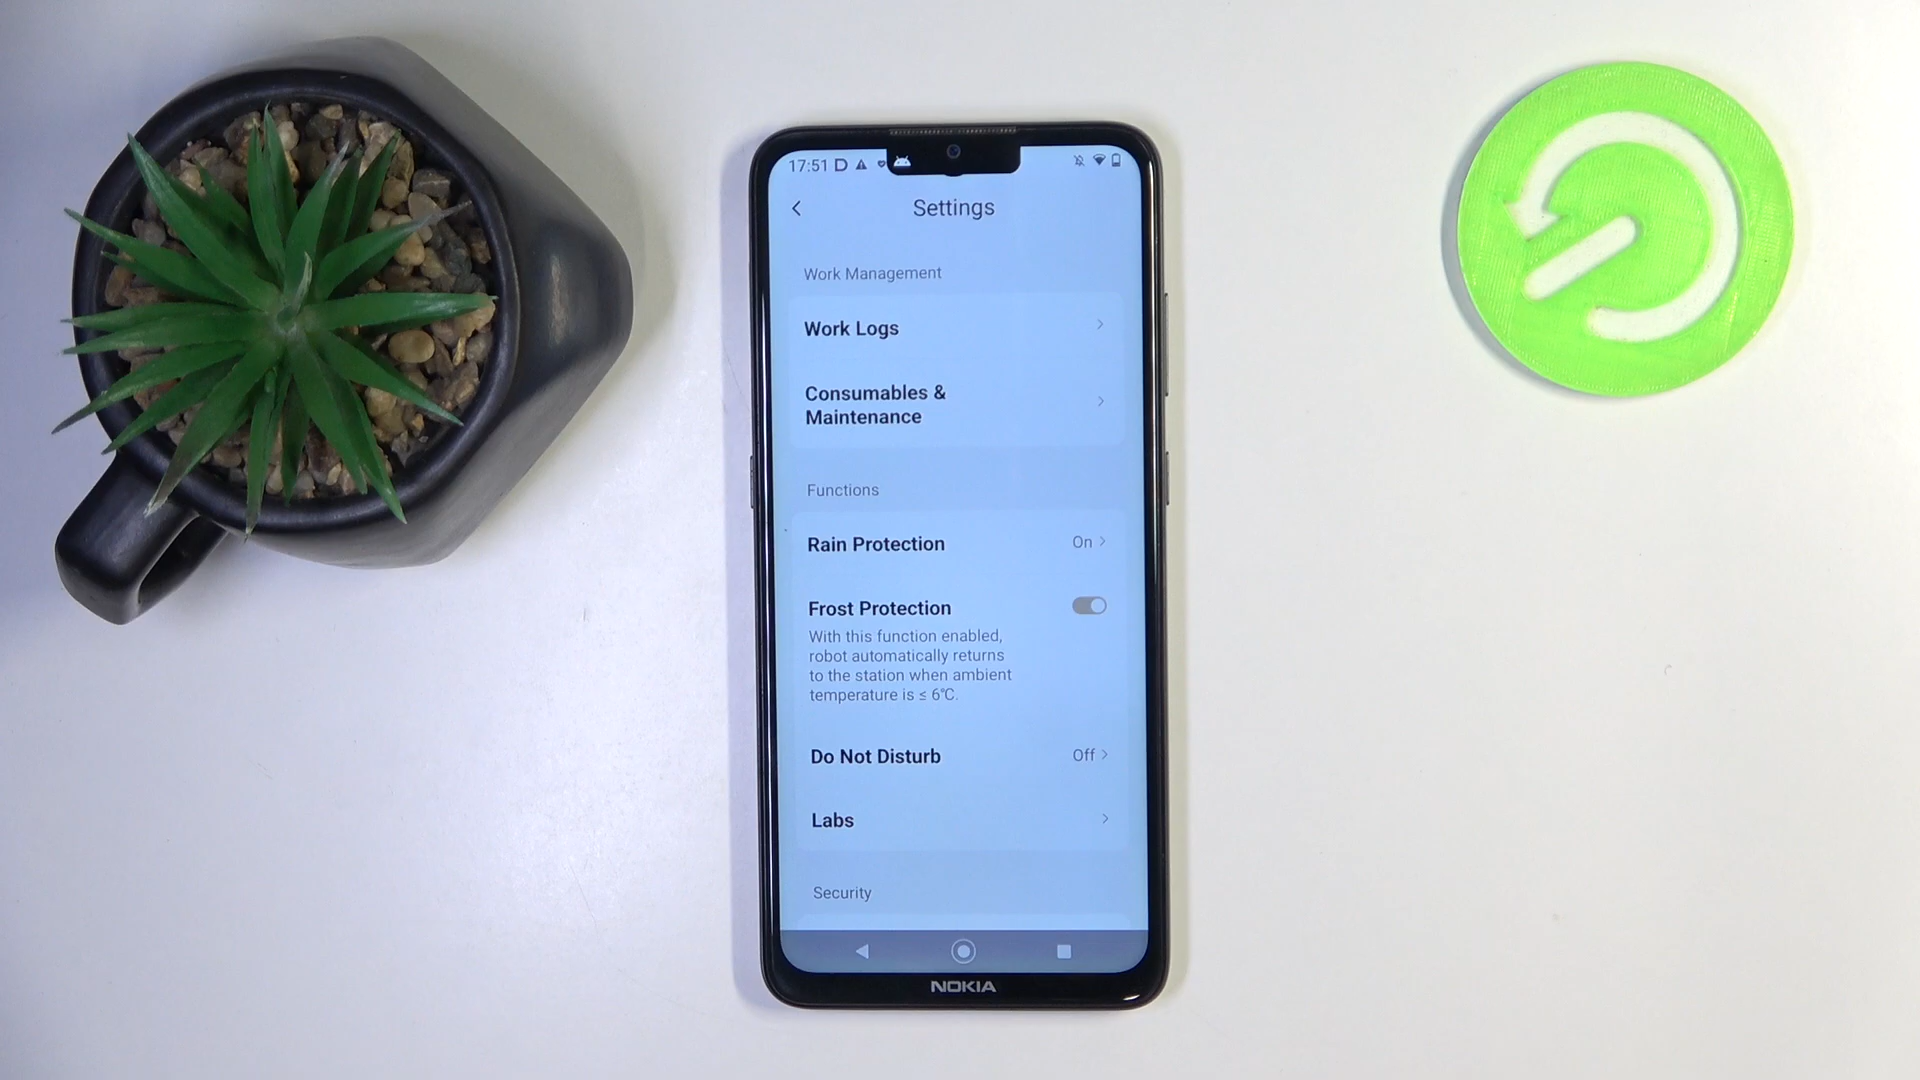 17:51
Settings
Work Management
Work Logs
Consumables &
Maintenance
Functions
Rain Protection On
Frost Protection
With this function enabled,
robot automatically returns
to the station when ambient
temperature is ≤ 6℃.
Do Not Disturb Off
Labs
Security
NOKIA